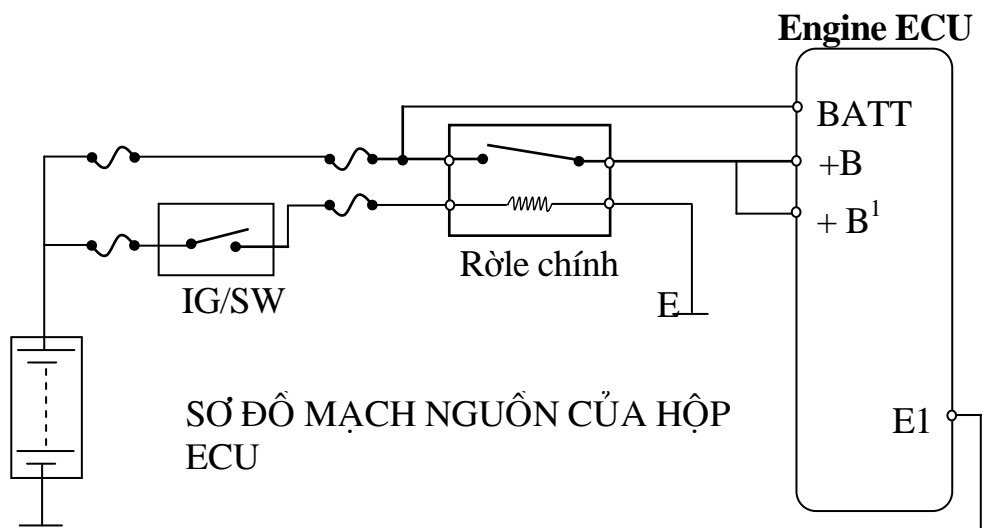 Engine ECU
BATT
+B
+ B¹
Rờle chính
IG/SW
E
SƠ ĐỒ MẠCH NGUỒN CỦA HỘP
ECU
E1